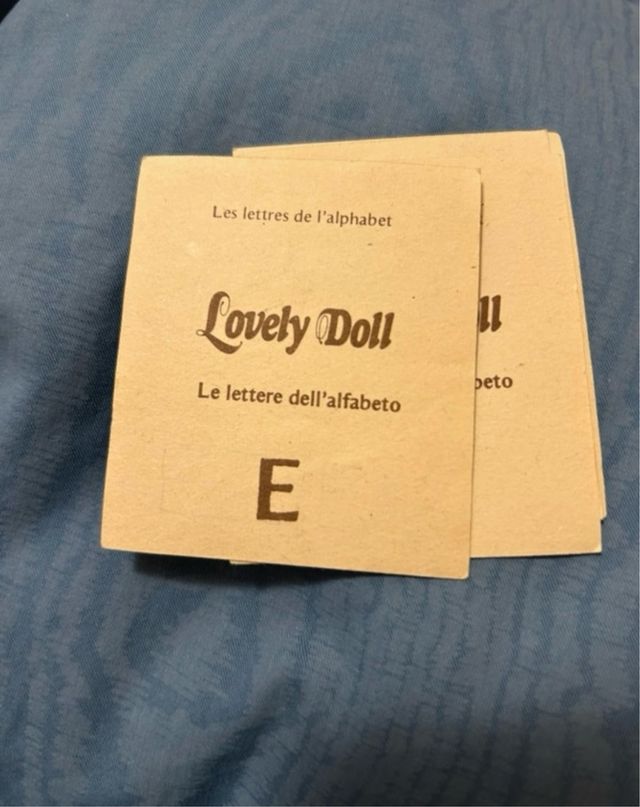 Les lettres de l'alphabet
Lovely Doll
Le lettere dell'alfabeto
E